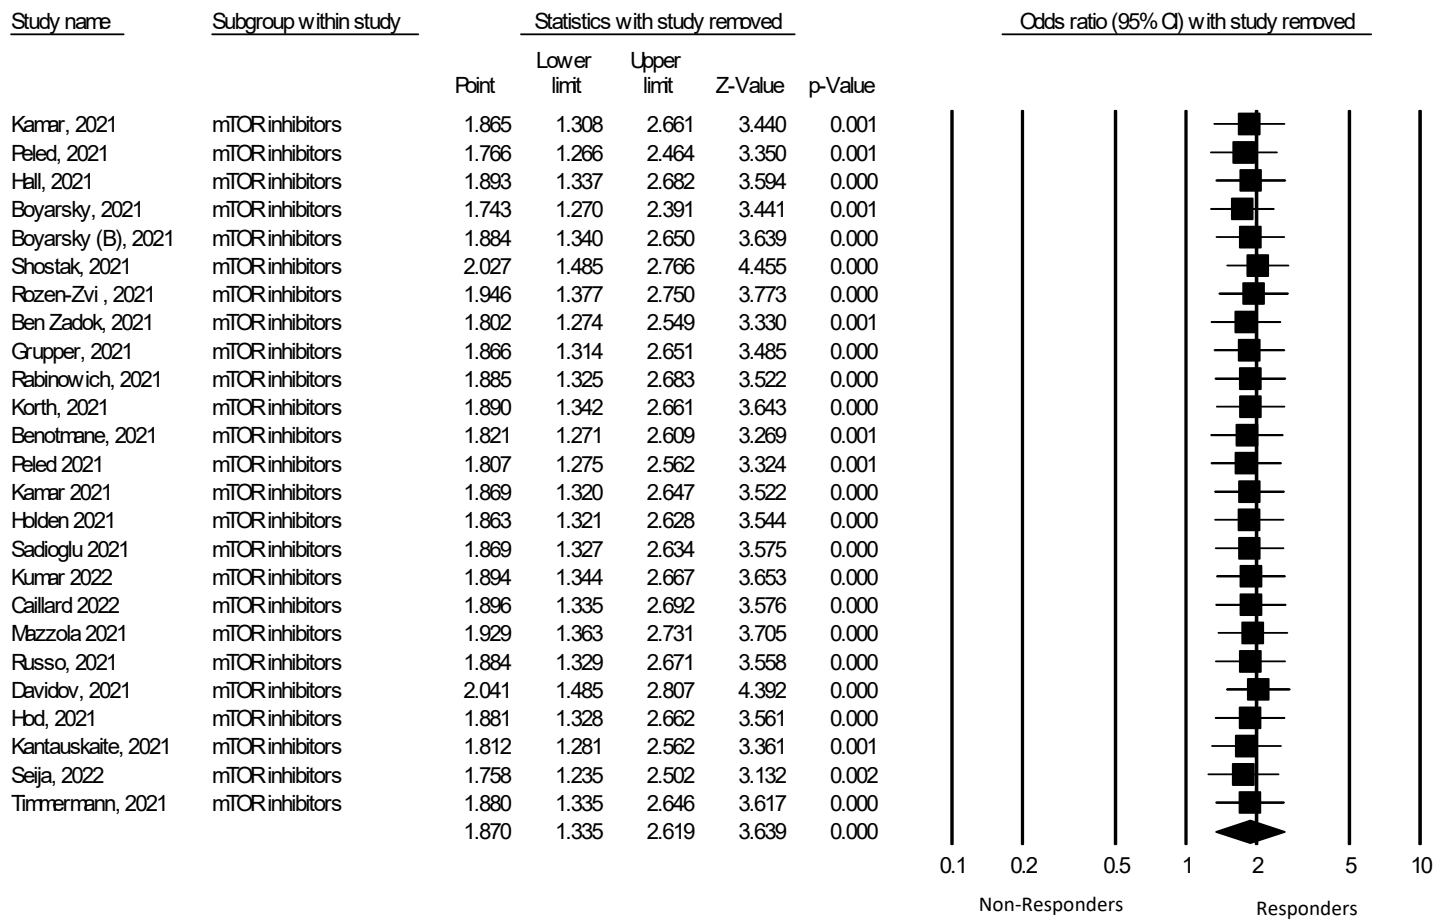 Study name Subgroup within study Statistics with study removed Odds ratio (95% CI) with study removed
Lower Upper
Point limit limit Z-Value p-Value
Kamar, 2021 mTOR inhibitors 1.865 1.308 2.661 3.440 0.001
Peled, 2021 mTOR inhibitors 1.766 1.266 2.464 3.350 0.001
Hall, 2021 mTOR inhibitors 1.893 1.337 2.682 3.594 0.000
Boyarsky, 2021 mTOR inhibitors 1.743 1.270 2.391 3.441 0.001
Boyarsky (B), 2021 mTOR inhibitors 1.884 1.340 2.650 3.639 0.000
Shostak, 2021 mTOR inhibitors 2.027 1.485 2.766 4.455 0.000
Rozen-Zvi , 2021 mTOR inhibitors 1.946 1.377 2.750 3.773 0.000
Ben Zadok, 2021 mTOR inhibitors 1.802 1.274 2.549 3.330 0.001
Grupper, 2021 mTOR inhibitors 1.866 1.314 2.651 3.485 0.000
Rabinowich, 2021 mTOR inhibitors 1.885 1.325 2.683 3.522 0.000
Korth, 2021 mTOR inhibitors 1.890 1.342 2.661 3.643 0.000
Benotmane, 2021 mTOR inhibitors 1.821 1.271 2.609 3.269 0.001
Peled 2021 mTOR inhibitors 1.807 1.275 2.562 3.324 0.001
Kamar 2021 mTOR inhibitors 1.869 1.320 2.647 3.522 0.000
Holden 2021 mTOR inhibitors 1.863 1.321 2.628 3.544 0.000
Sadioglu 2021 mTOR inhibitors 1.869 1.327 2.634 3.575 0.000
Kumar 2022 mTOR inhibitors 1.894 1.344 2.667 3.653 0.000
Caillard 2022 mTOR inhibitors 1.896 1.335 2.692 3.576 0.000
Mazzola 2021 mTOR inhibitors 1.929 1.363 2.731 3.705 0.000
Russo, 2021 mTOR inhibitors 1.884 1.329 2.671 3.558 0.000
Davidov, 2021 mTOR inhibitors 2.041 1.485 2.807 4.392 0.000
Hod, 2021 mTOR inhibitors 1.881 1.328 2.662 3.561 0.000
Kantauskaite, 2021 mTOR inhibitors 1.812 1.281 2.562 3.361 0.001
Seija, 2022 mTOR inhibitors 1.758 1.235 2.502 3.132 0.002
Timmermann, 2021 mTOR inhibitors 1.880 1.335 2.646 3.617 0.000
1.870 1.335 2.619 3.639 0.000
0.1 0.2 0.5 1 2 5 10
Non-Responders Responders